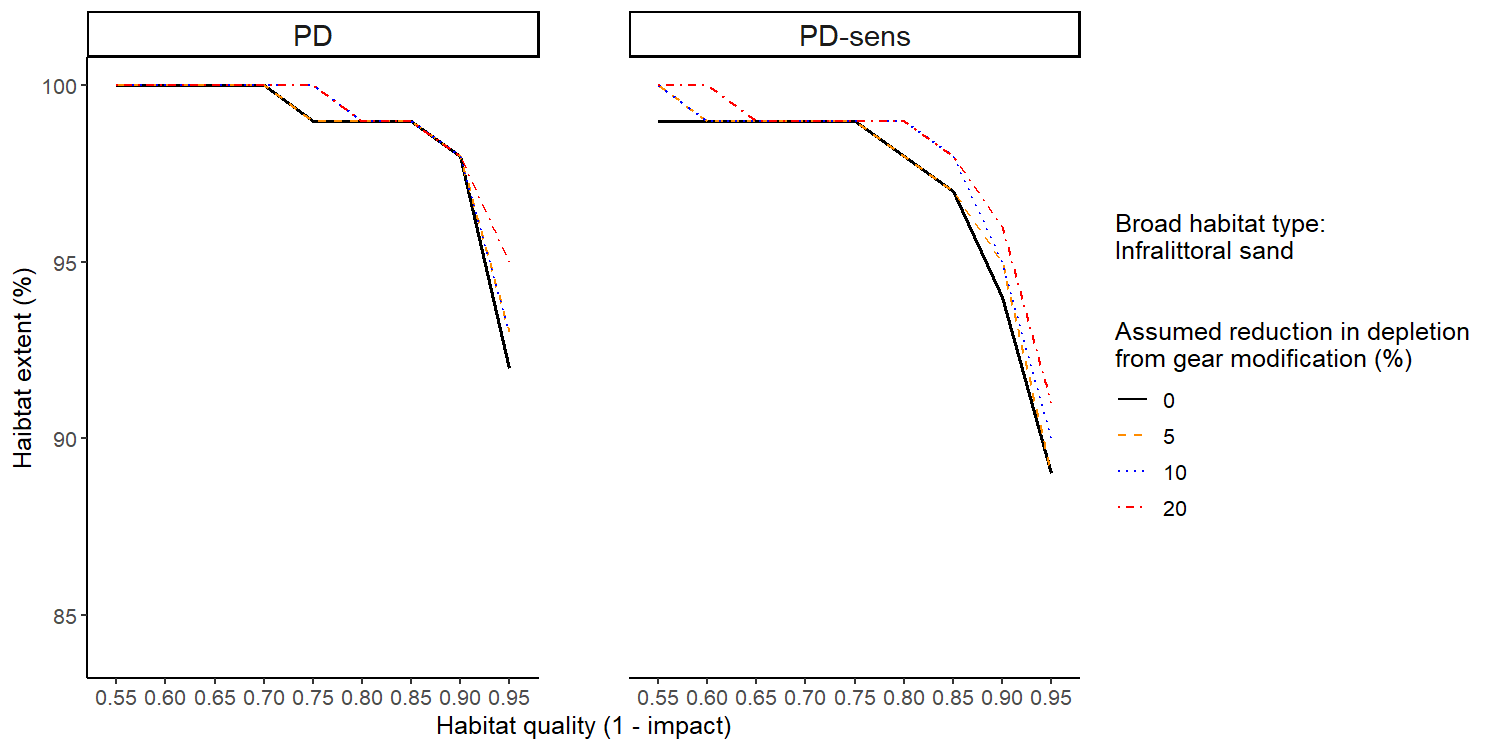 PD
PD-sens
100
95
90
85
Haibtat extent (%)
0.55 0.60 0.65 0.70 0.75 0.80 0.85 0.90 0.95
0.55 0.60 0.65 0.70 0.75 0.80 0.85 0.90 0.95
Habitat quality (1 - impact)
Broad habitat type:
Infralittoral sand
Assumed reduction in depletion
from gear modification (%)
0
5
10
20